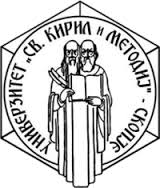 УНИВЕРЗИТЕТ „СВ. КИРИЛ И МЕТОДИЈ" - СКОПЈЕ